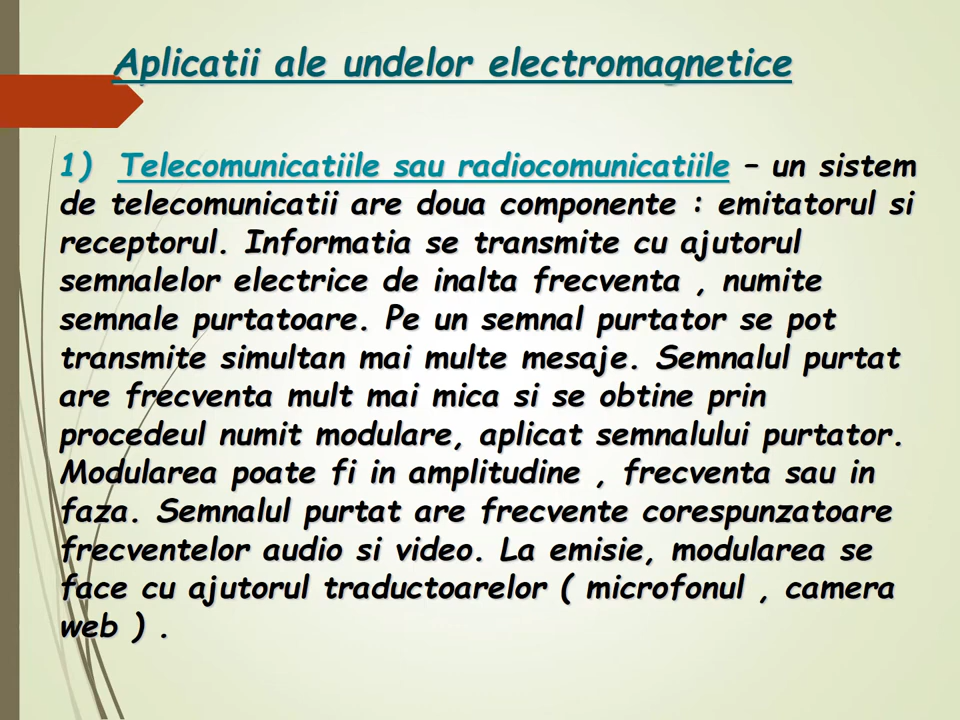 Aplicatii ale undelor electromagnetice
1) Telecomunicatiile sau radiocomunicatiile – un sistem
de telecomunicatii are doua componente : emitatorul si
receptorul. Informatia se transmite cu ajutorul
semnalelor electrice de inalta frecventa , numite
semnale purtatoare. Pe un semnal purtator se pot
transmite simultan mai multe mesaje. Semnalul purtat
are frecventa mult mai mica si se obtine prin
procedeul numit modulare, aplicat semnalului purtator.
Modularea poate fi in amplitudine , frecventa sau in
faza. Semnalul purtat are frecvente corespunzatoare
frecventelor audio si video. La emisie, modularea se
face cu ajutorul traductoarelor ( microfonul , camera
web ) .